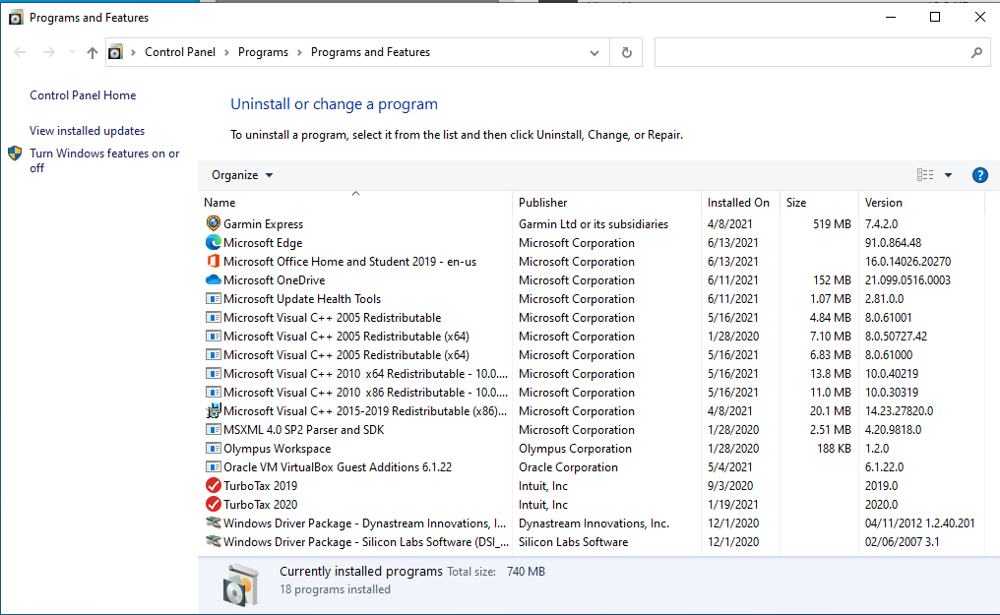 Programs and Features
Control Panel > Programs > Programs and Features
Control Panel Home
View installed updates
Turn Windows features on or
off
Uninstall or change a program
To uninstall a program, select it from the list and then click Uninstall, Change, or Repair.
Organize
Name Publisher Installed On Size Version
Garmin Express Garmin Ltd or its subsidiaries 4/8/2021 519 MB 7.4.2.0
Microsoft Edge Microsoft Corporation 6/13/2021 91.0.864.48
Microsoft Office Home and Student 2019 - en-us Microsoft Corporation 6/13/2021 16.0.14026.20270
Microsoft OneDrive Microsoft Corporation 6/11/2021 152 MB 21.099.0516.0003
Microsoft Update Health Tools Microsoft Corporation 6/11/2021 1.07 MB 2.81.0.0
Microsoft Visual C++ 2005 Redistributable Microsoft Corporation 5/16/2021 4.84 MB 8.0.61001
Microsoft Visual C++ 2005 Redistributable (x64) Microsoft Corporation 1/28/2020 7.10 MB 8.0.50727.42
Microsoft Visual C++ 2005 Redistributable (x64) Microsoft Corporation 5/16/2021 6.83 MB 8.0.61000
Microsoft Visual C++ 2010 x64 Redistributable - 10.0.... Microsoft Corporation 5/16/2021 13.8 MB 10.0.40219
Microsoft Visual C++ 2010 x86 Redistributable - 10.0.... Microsoft Corporation 5/16/2021 11.0 MB 10.0.30319
Microsoft Visual C++ 2015-2019 Redistributable (x86)... Microsoft Corporation 4/8/2021 20.1 MB 14.23.27820.0
MSXML 4.0 SP2 Parser and SDK Microsoft Corporation 1/28/2020 2.51 MB 4.20.9818.0
Olympus Workspace Olympus Corporation 1/28/2020 188 KB 1.2.0
Oracle VM VirtualBox Guest Additions 6.1.22 Oracle Corporation 5/4/2021 6.1.22.0
TurboTax 2019 Intuit, Inc 9/3/2020 2019.0
TurboTax 2020 Intuit, Inc 1/19/2021 2020.0
Windows Driver Package - Dynastream Innovations, I... Dynastream Innovations, Inc. 12/1/2020 04/11/2012 1.2.40.201
Windows Driver Package - Silicon Labs Software (DSI_... Silicon Labs Software 12/1/2020 02/06/2007 3.1
Currently installed programs Total size: 740 MB
18 programs installed